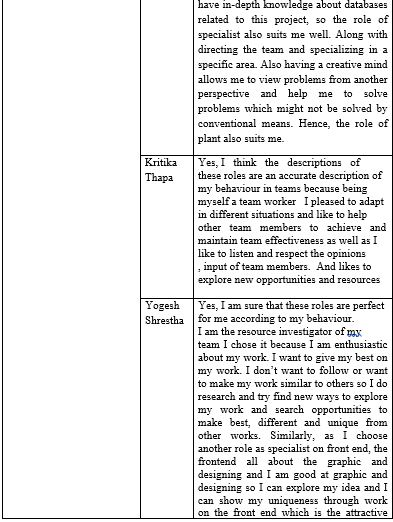 have in-depth knowledge about databases
related to this project, so the role of
specialist also suits me well. Along with
directing the team and specializing in a
specific area. Also having a creative mind
allows me to view problems from another
perspective and help me to solve
problems which might not be solved by
conventional means. Hence, the role of
plant also suits me.
Kritika
Thapa
Yes, I think the descriptions of
these roles are an accurate description of
my behaviour in teams because being
myself a team worker I pleased to adapt
in different situations and like to help
other team members to achieve and
maintain team effectiveness as well as I
like to listen and respect the opinions
, input of team members. And likes to
explore new opportunities and resources
Yogesh
Shrestha
Yes, I am sure that these roles are perfect
for me according to my behaviour.
I am the resource investigator of my
team I chose it because I am enthusiastic
about my work. I want to give my best on
my work. I don't want to follow or want
to make my work similar to others so I do
research and try find new ways to explore
my work and search opportunities to
make best, different and unique from
other works. Similarly, as I choose
another role as specialist on front end, the
frontend all about the graphic and
designing and I am good at graphic and
designing so I can explore my idea and I
can show my uniqueness through work
on the front end which is the attractive